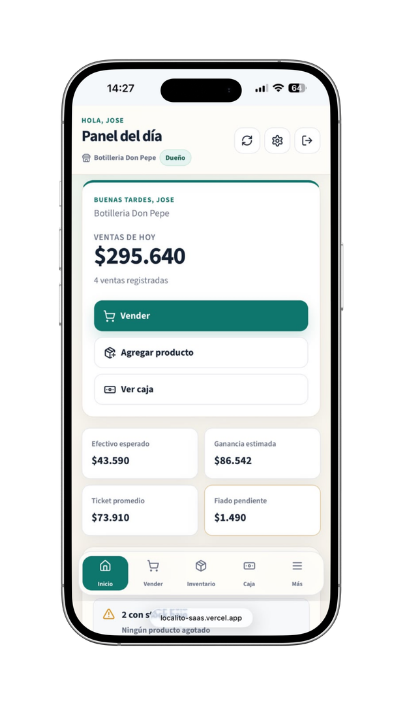 14:27
64
HOLA, JOSE
Panel del día
Botilleria Don Pepe Dueño
BUENAS TARDES, JOSE
Botilleria Don Pepe
VENTAS DE HOY
$295.640
4 ventas registradas
Vender
Agregar producto
Ver caja
Efectivo esperado Ganancia estimada
$43.590 $86.542
Ticket promedio Fiado pendiente
$73.910 $1.490
Inicio Vender Inventario Caja Más
2 con
localito-saas.vercel.app
Ningún producto agotado